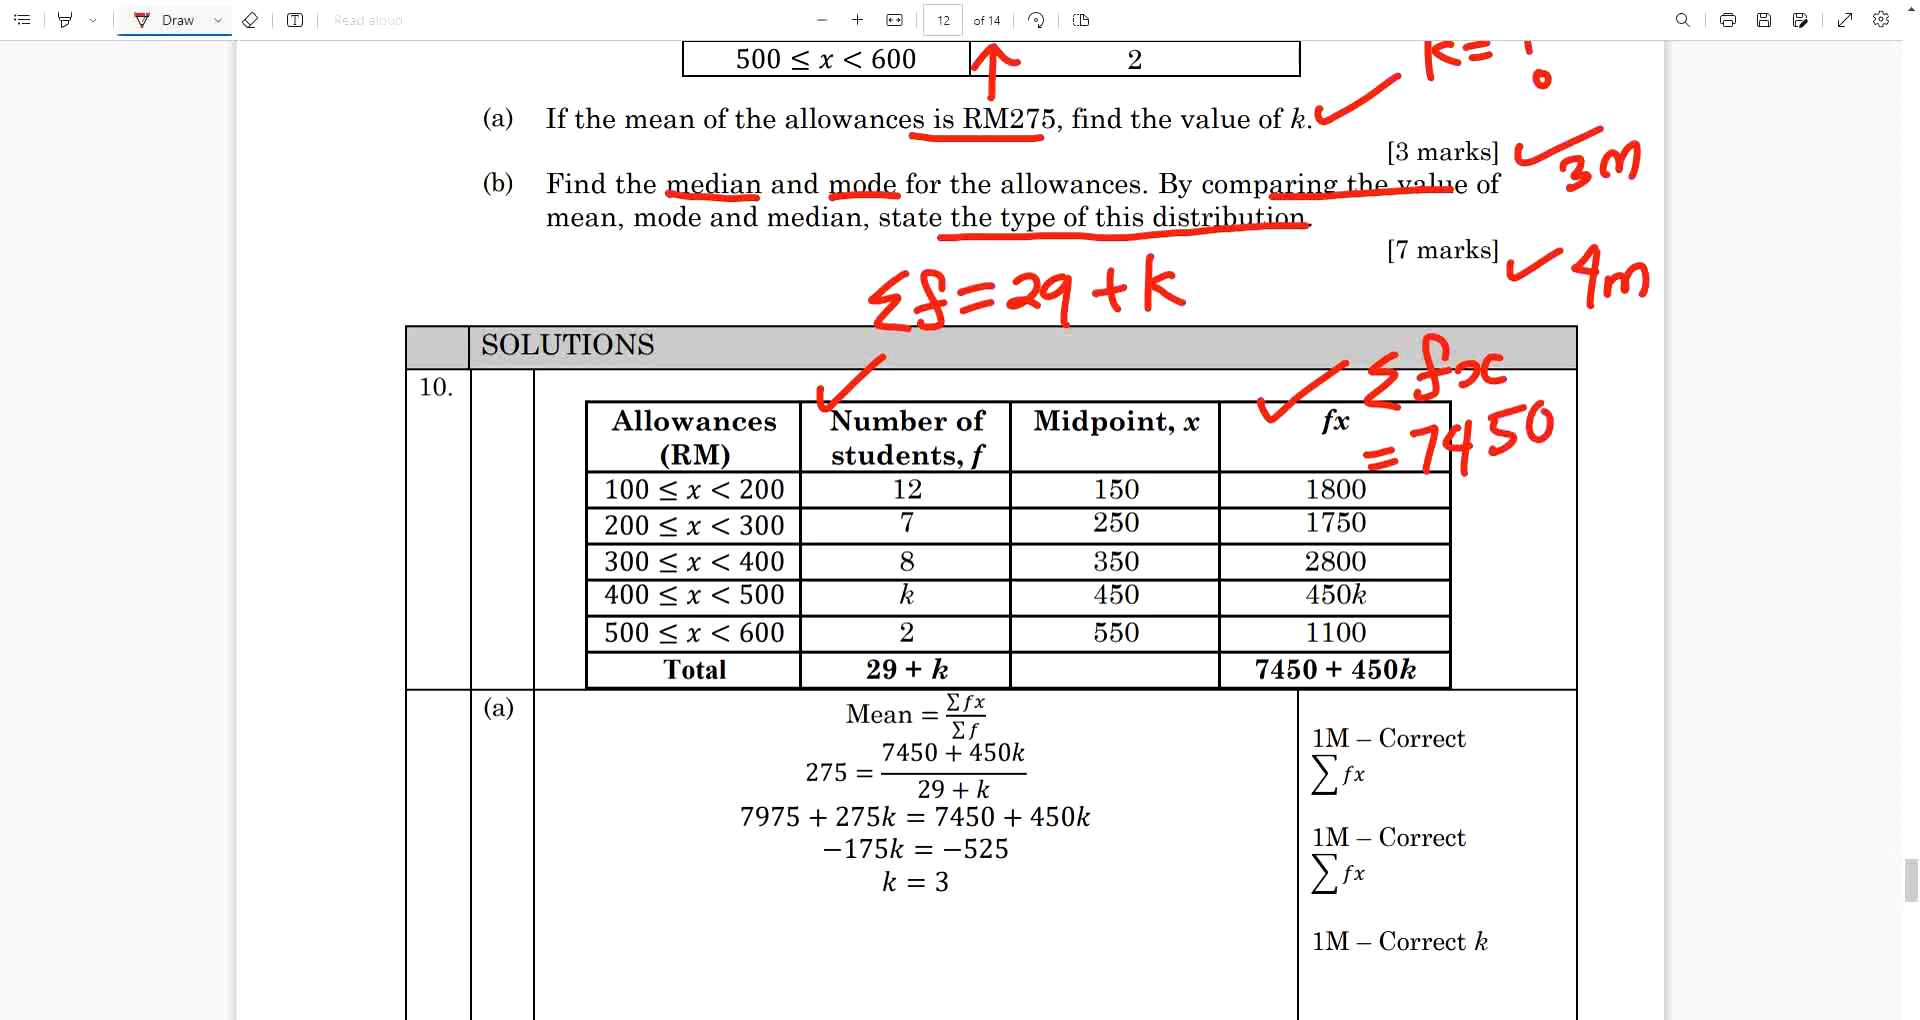 Draw
Read aloud
12 of 14
500 ≤ x < 600 2
k = ?
(a) If the mean of the allowances is RM275, find the value of k.
[3 marks] 3m
(b) Find the median and mode for the allowances. By comparing the value of
mean, mode and median, state the type of this distribution.
[7 marks] 4m
Σf = 29 + k
SOLUTIONS
Σfx
= 7450
10.
Allowances (RM) Number of students, f Midpoint, x fx
100 ≤ x < 200 12 150 1800
200 ≤ x < 300 7 250 1750
300 ≤ x < 400 8 350 2800
400 ≤ x < 500 k 450 450k
500 ≤ x < 600 2 550 1100
Total 29 + k 7450 + 450k
(a)
Mean = Σfx / Σf
275 = (7450 + 450k) / (29 + k)
7975 + 275k = 7450 + 450k
−175k = −525
k = 3
1M – Correct
∑ fx
1M – Correct
∑ fx
1M – Correct k